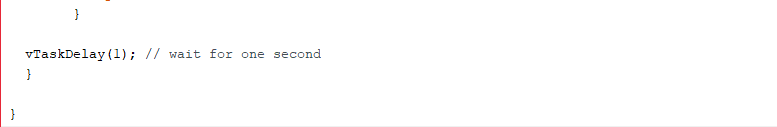 }
vTaskDelay(1); // wait for one second
}
}